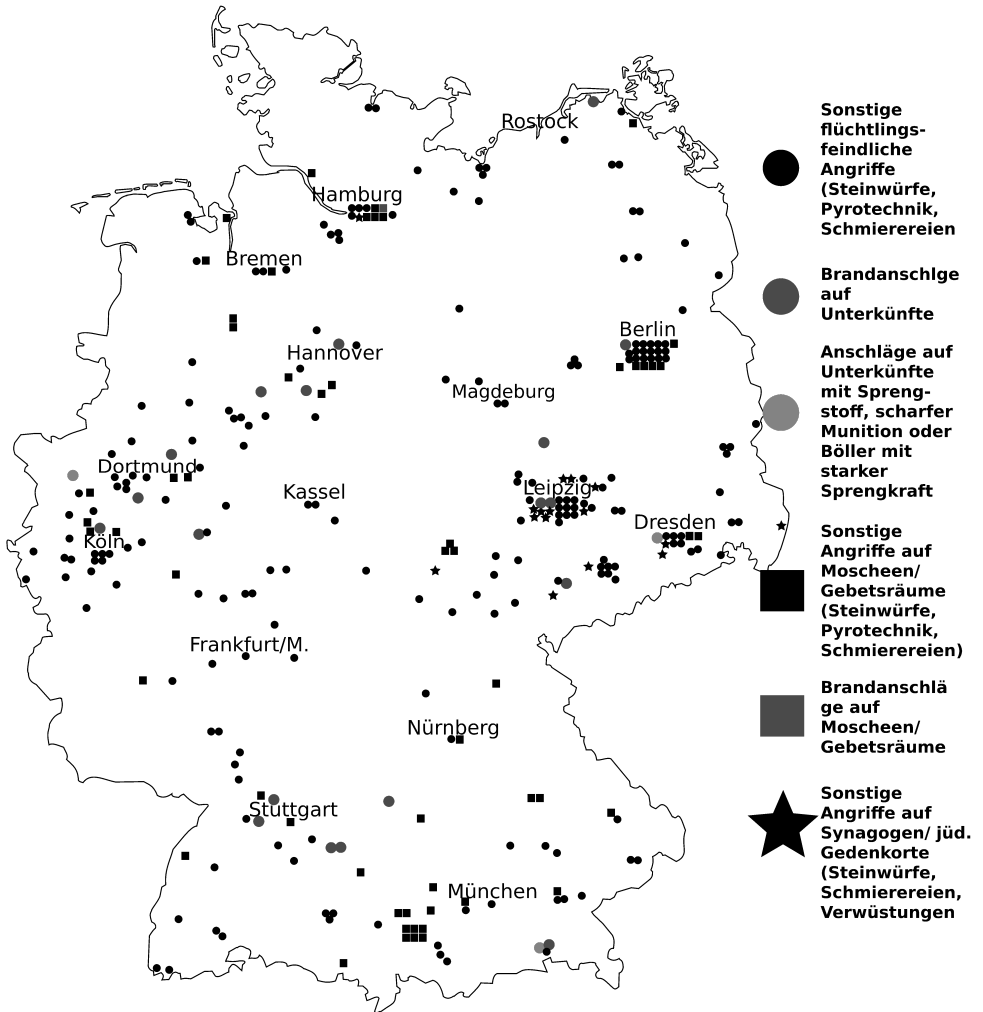 Rostock
Hamburg
Bremen
Berlin
Hannover
Magdeburg
Dortmund
Kassel
Leipzig
Dresden
Köln
Frankfurt/M.
Nürnberg
Stuttgart
München
Sonstige
flüchtlings-
feindliche
Angriffe
(Steinwürfe,
Pyrotechnik,
Schmierereien
Brandanschlge
auf
Unterkünfte
Anschläge auf
Unterkünfte
mit Spreng-
stoff, scharfer
Munition oder
Böller mit
starker
Sprengkraft
Sonstige
Angriffe auf
Moscheen/
Gebetsräume
(Steinwürfe,
Pyrotechnik,
Schmierereien)
Brandanschlä
ge auf
Moscheen/
Gebetsräume
Sonstige
Angriffe auf
Synagogen/ jüd.
Gedenkorte
(Steinwürfe,
Schmierereien,
Verwüstungen